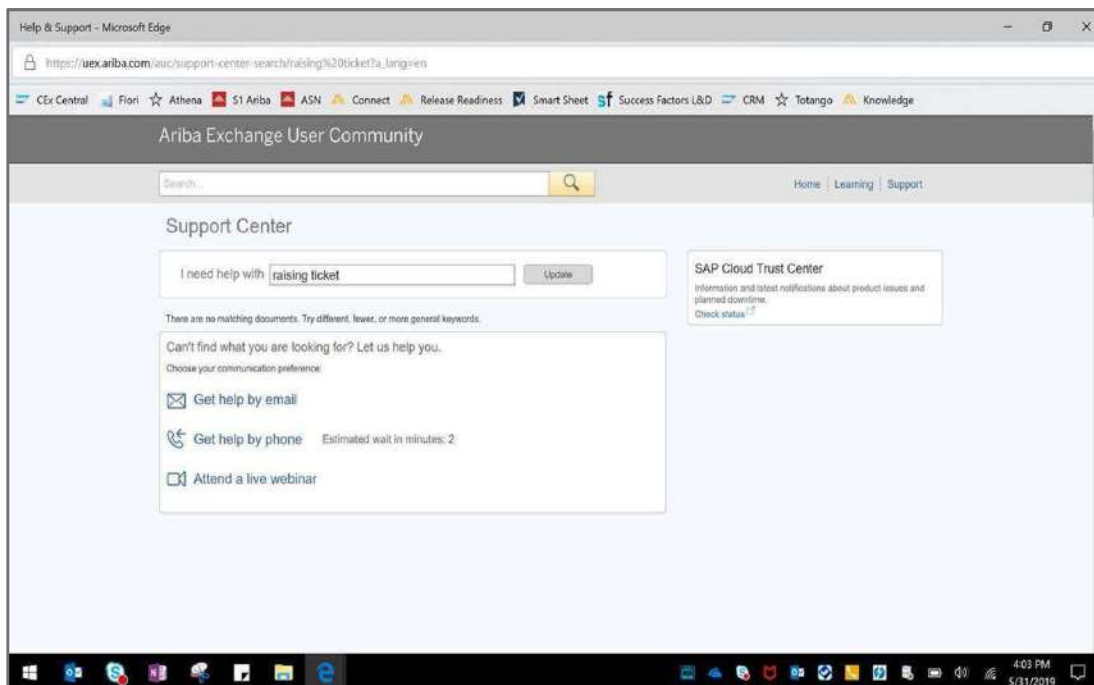 Help & Support - Microsoft Edge
https://uex.ariba.com/auc/support-center-search/raising%20ticket?a_lang=en
CEx Central Fiori Athena S1 Ariba ASN Connect Release Readiness Smart Sheet Success Factors L&D CRM Totango Knowledge
Ariba Exchange User Community
Search...
Home | Learning | Support
Support Center
I need help with raising ticket Update
SAP Cloud Trust Center
Information and latest notifications about product issues and
planned downtime.
Check status
There are no matching documents. Try different, fewer, or more general keywords.
Can't find what you are looking for? Let us help you.
Choose your communication preference:
Get help by email
Get help by phone Estimated wait in minutes: 2
Attend a live webinar
4:03 PM
5/31/2019